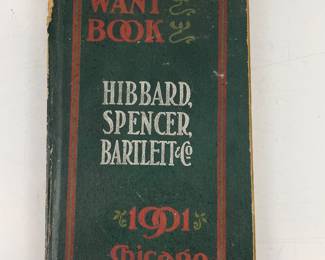 WANT
BOOK
HIBBARD,
SPENCER,
BARTLETT & Co
1901
Chicago